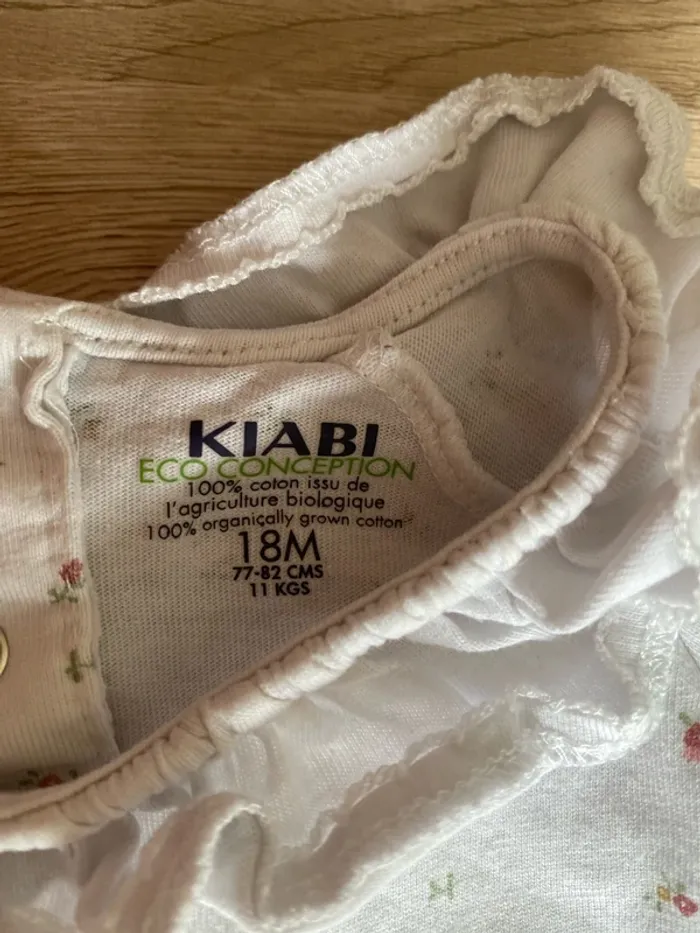 KIABI
ECO CONCEPTION
100% coton issu de
l'agriculture biologique
100% organically grown cotton
18M
77-82 CMS
11 KGS